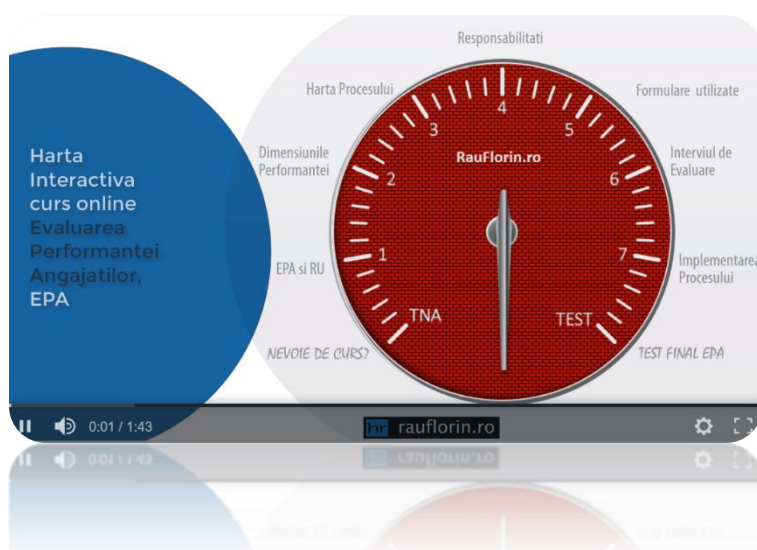 Responsabilitati
Harta Procesului
Formulare utilizate
4
3
5
Harta
Interactiva
curs online
Evaluarea
Performantei
Angajatilor,
EPA
Dimensiunile
Performantei
RauFlorin.ro
Interviul de
Evaluare
2
6
EPA si RU
1
7
Implementarea
Procesului
TNA
TEST
NEVOIE DE CURS?
TEST FINAL EPA
0:01 / 1:43
hr rauflorin.ro